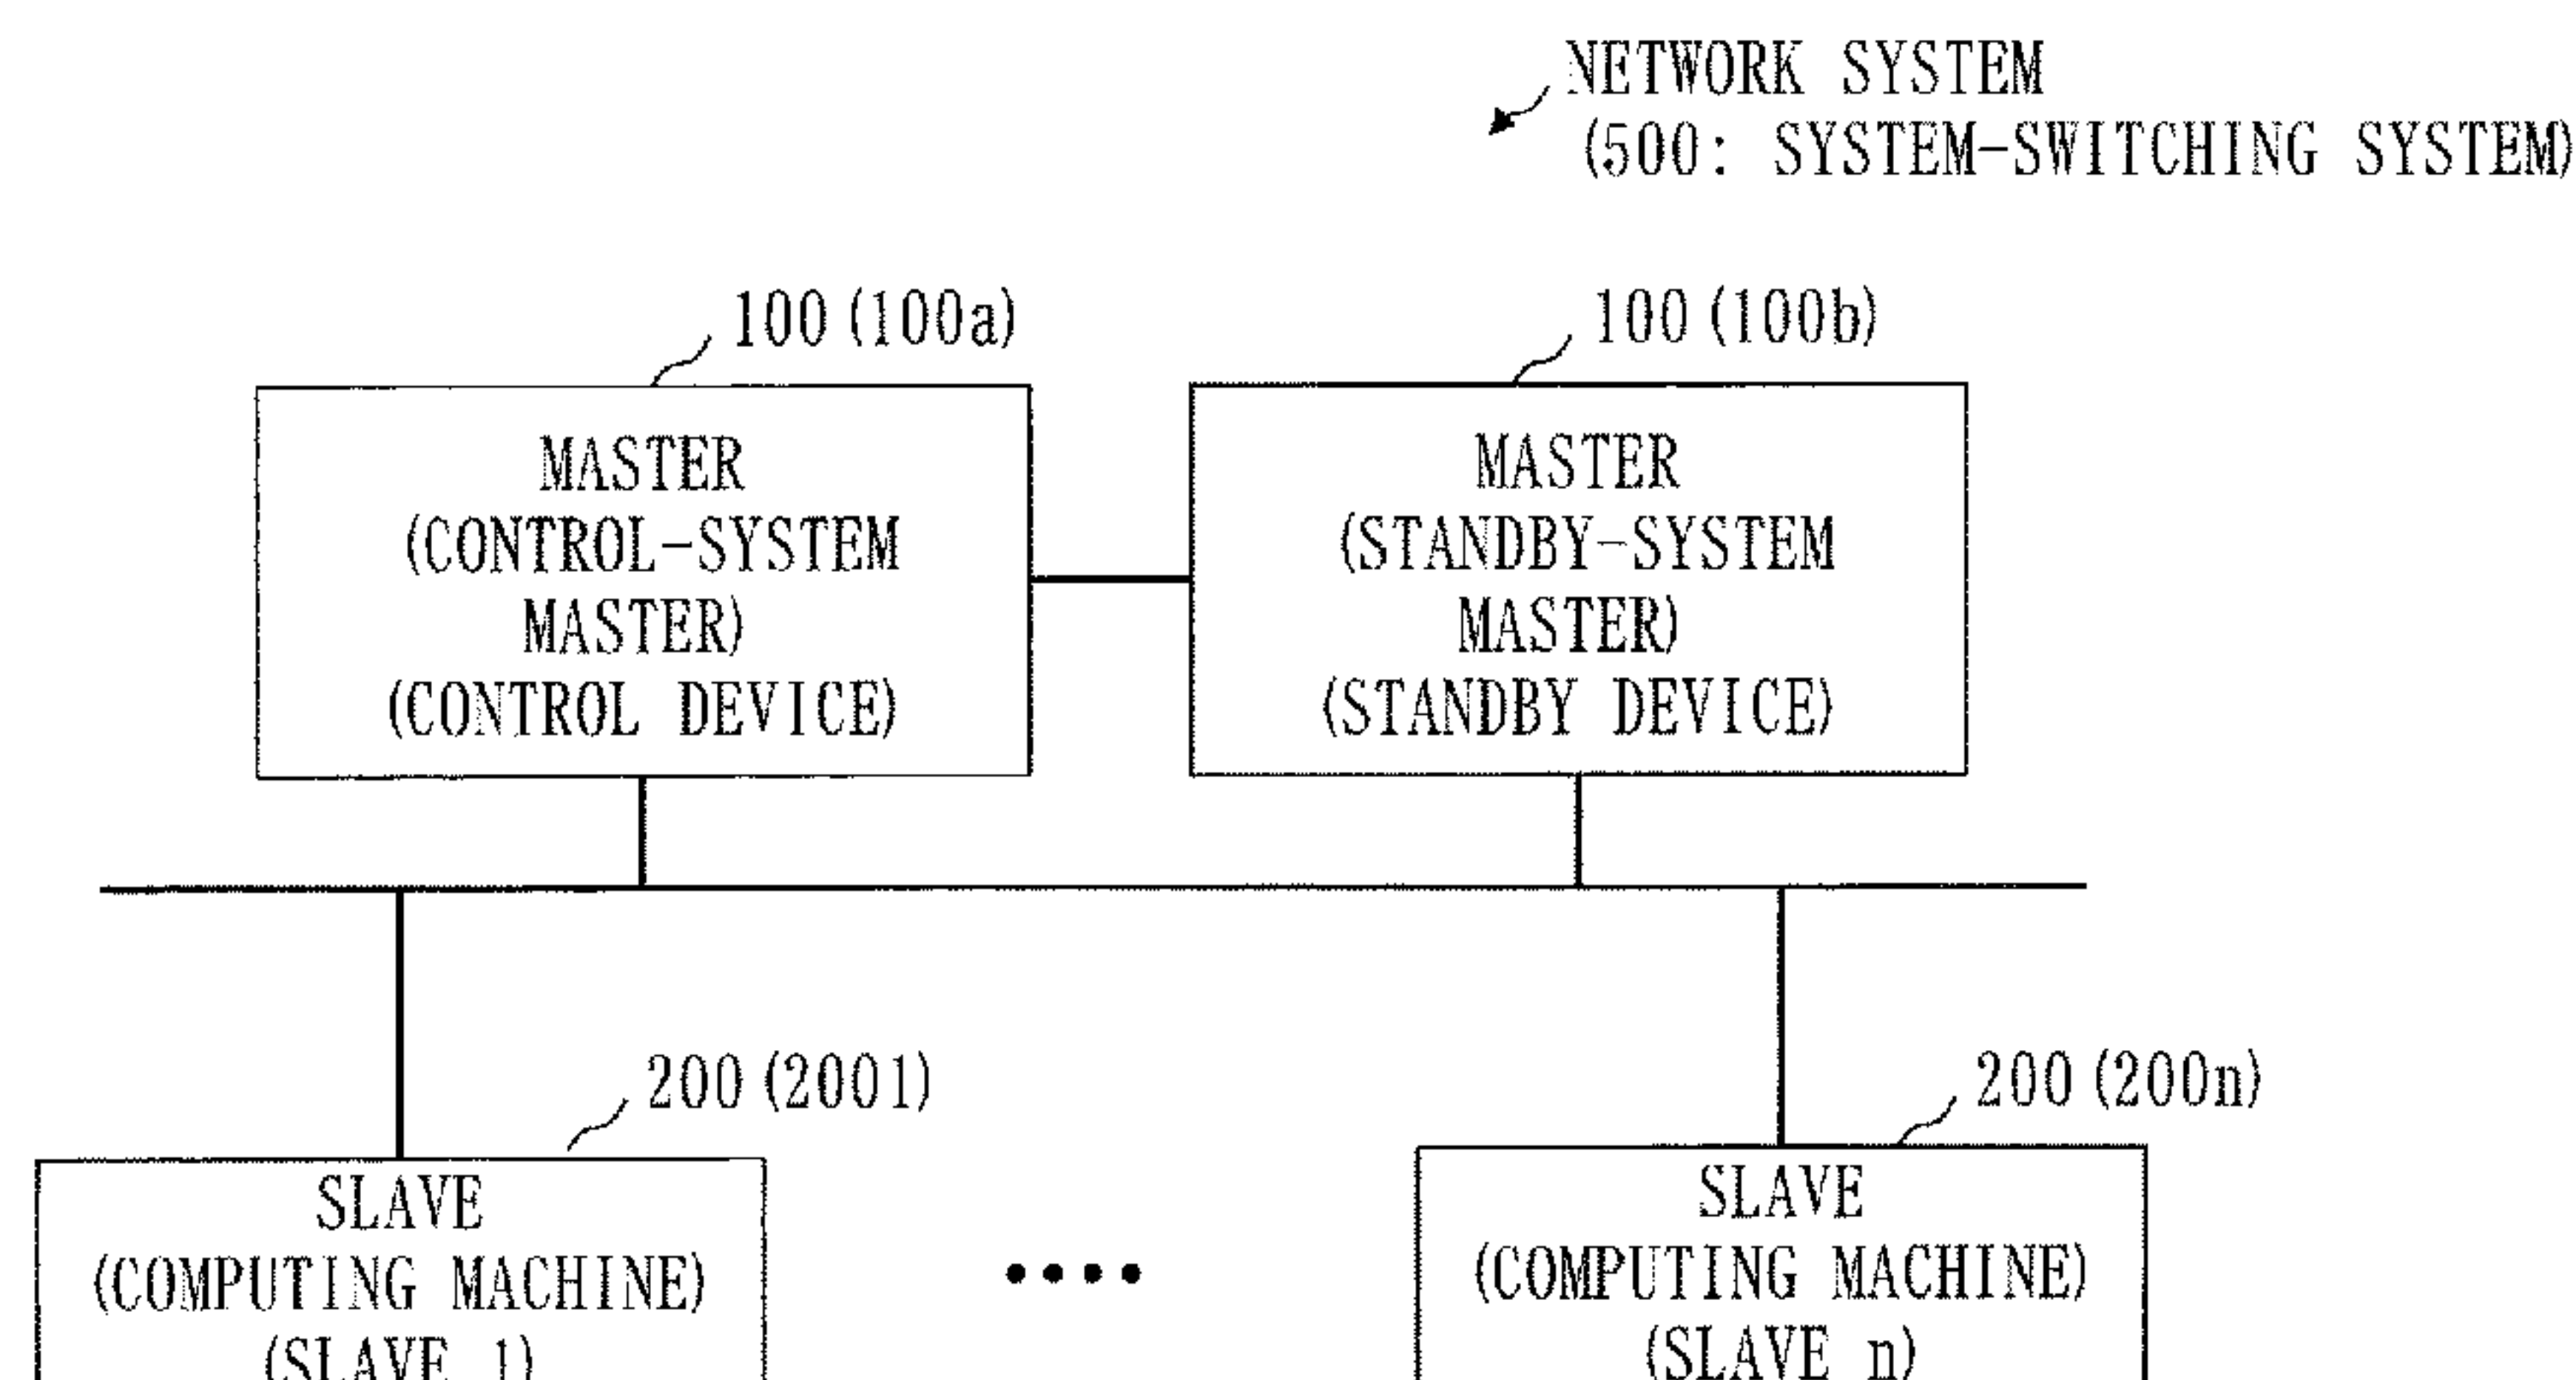 NETWORK SYSTEM
(500: SYSTEM-SWITCHING SYSTEM)
100 (100a)
100 (100b)
MASTER
(CONTROL-SYSTEM
MASTER)
(CONTROL DEVICE)
MASTER
(STANDBY-SYSTEM
MASTER)
(STANDBY DEVICE)
200 (2001)
200 (200n)
SLAVE
(COMPUTING MACHINE)
(SLAVE 1)
SLAVE
(COMPUTING MACHINE)
(SLAVE n)